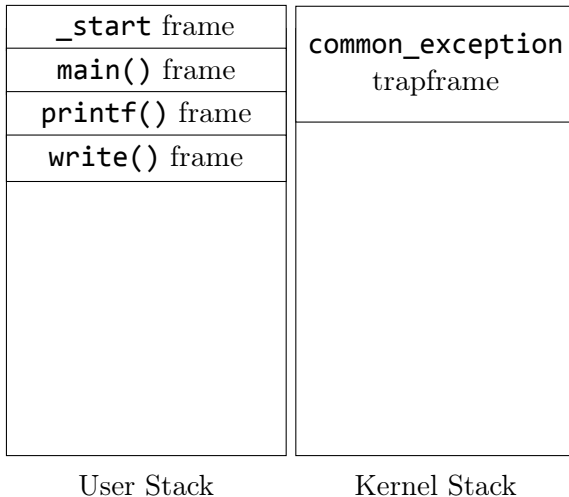 _start frame
main() frame
printf() frame
write() frame
common_exception
trapframe
User Stack
Kernel Stack